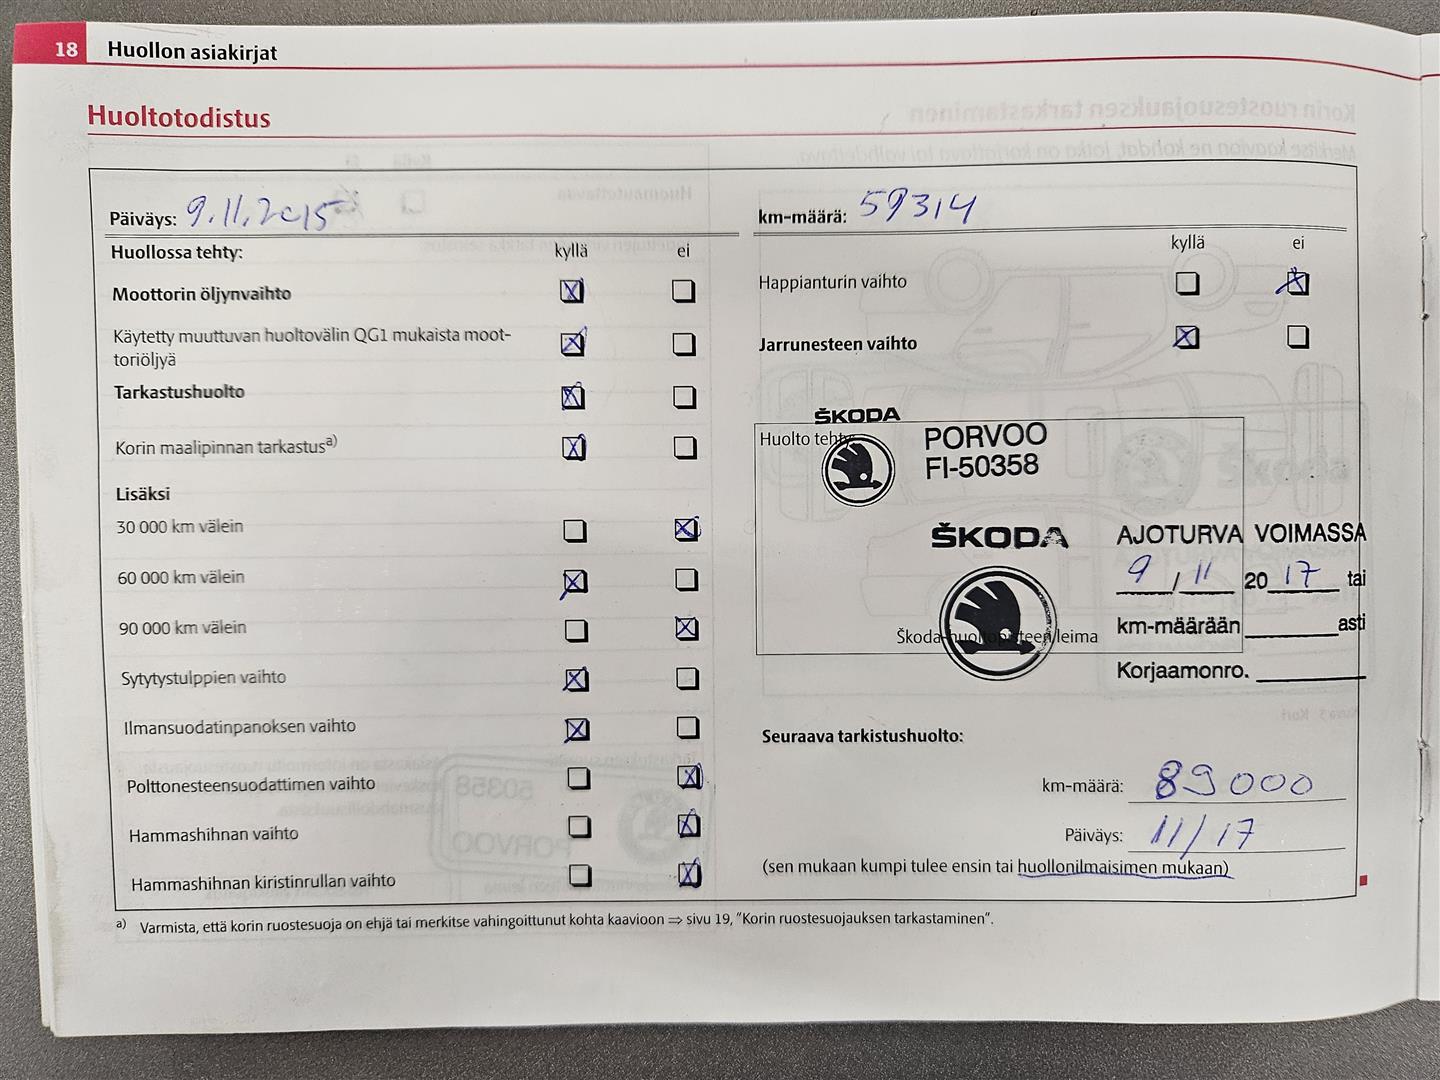 18 Huollon asiakirjat
Huoltotodistus
Päiväys: 9.11.2015
km-määrä: 59314
Huollossa tehty: kyllä ei
Moottorin öljynvaihto
Käytetty muuttuvan huoltovälin QG1 mukaista moot-
toriöljyä
Tarkastushuolto
Korin maalipinnan tarkastus a)
Lisäksi
30 000 km välein
60 000 km välein
90 000 km välein
Sytytystulppien vaihto
Ilmansuodatinpanoksen vaihto
Polttonesteensuodattimen vaihto
Hammashihnan vaihto
Hammashihnan kiristinrullan vaihto
kyllä ei
Happianturin vaihto
Jarrunesteen vaihto
ŠKODA
Huolto tehty
PORVOO
FI-50358
ŠKODA
AJOTURVA VOIMASSA
9 / 11 2017 tai
km-määrään asti
Škoda-huoltopisteen leima
Korjaamonro.
Seuraava tarkistushuolto:
km-määrä: 89000
Päiväys: 11/17
(sen mukaan kumpi tulee ensin tai huollonilmaisimen mukaan)
a) Varmista, että korin ruostesuoja on ehjä tai merkitse vahingoittunut kohta kaavioon ⇒ sivu 19, "Korin ruostesuojauksen tarkastaminen".